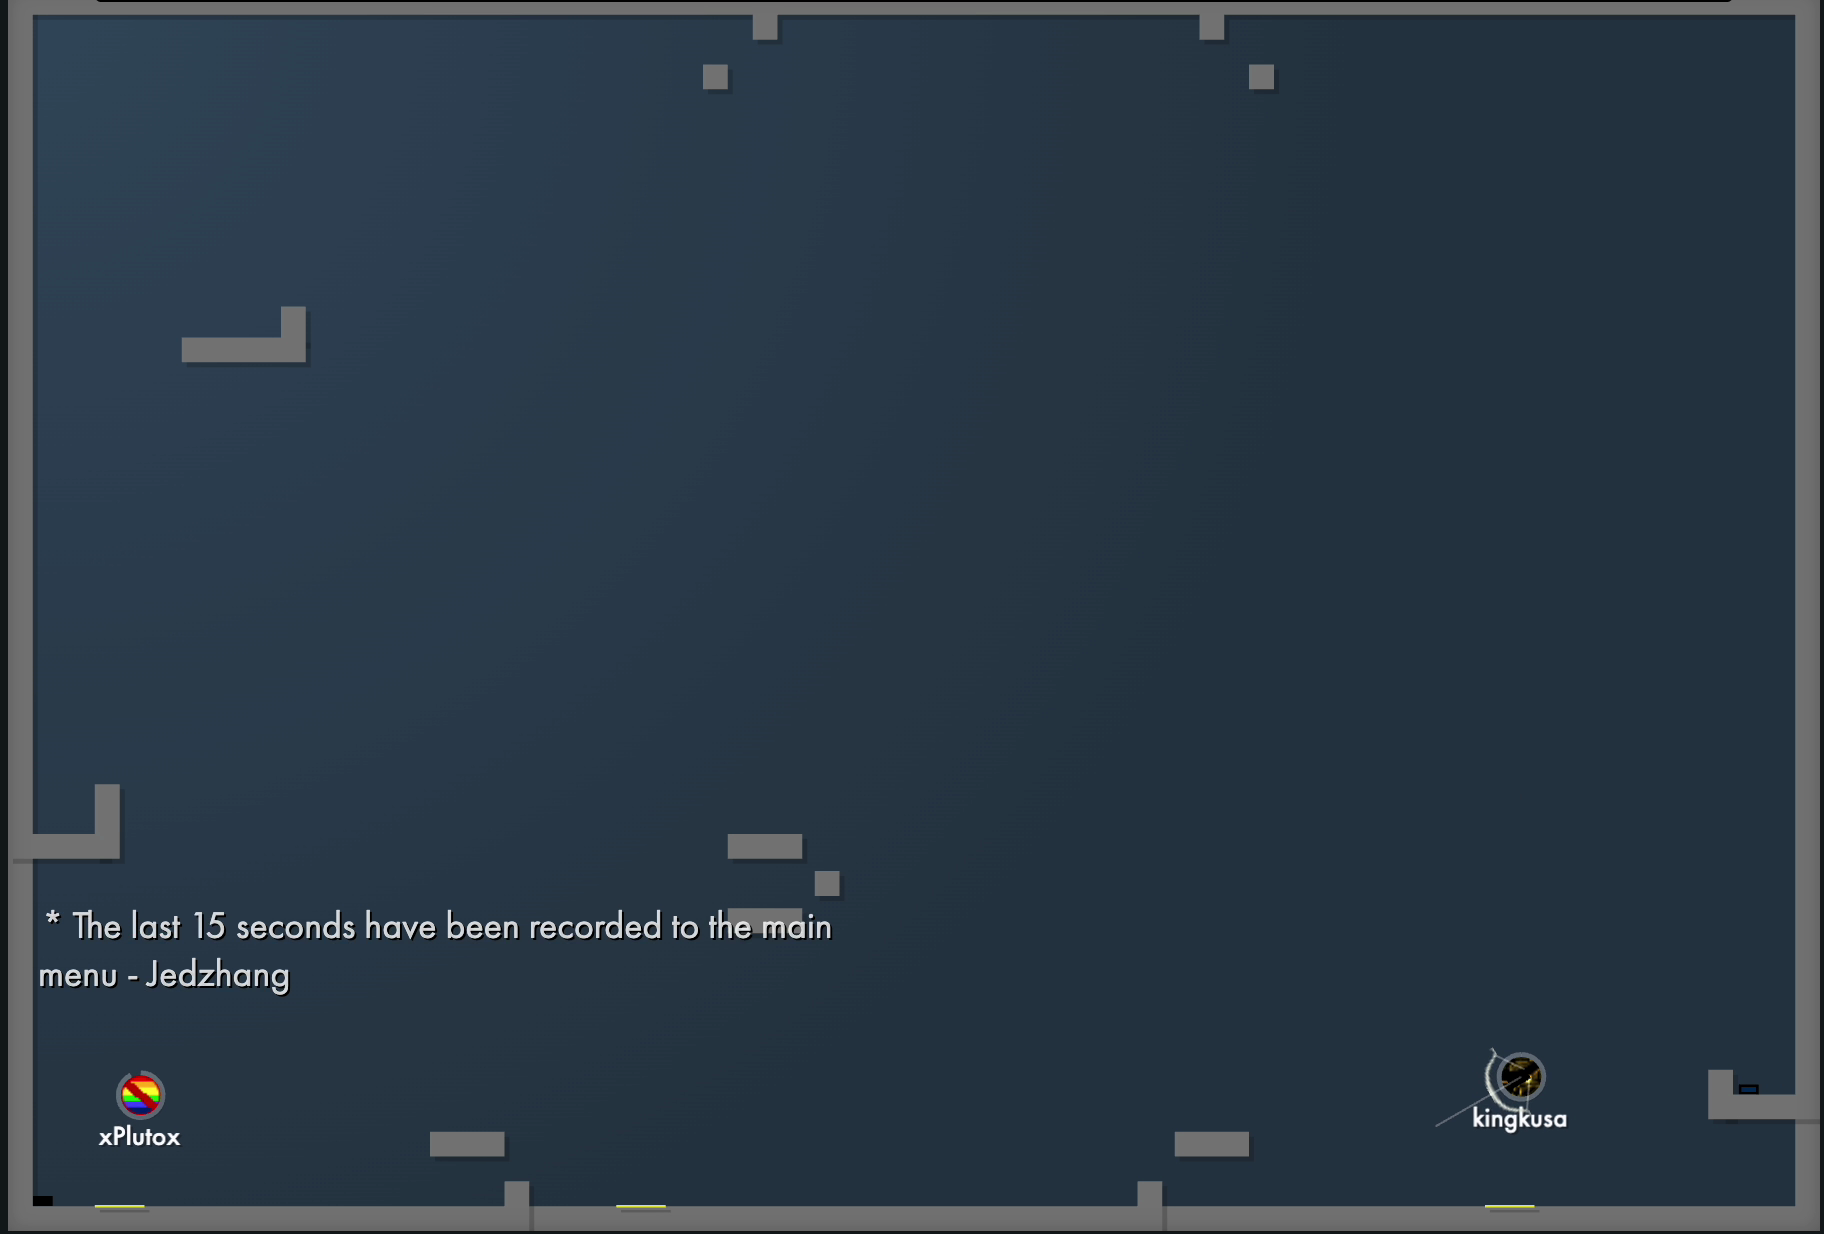 * The last 15 seconds have been recorded to the main
menu - Jedzhang
xPlutox
kingkusa